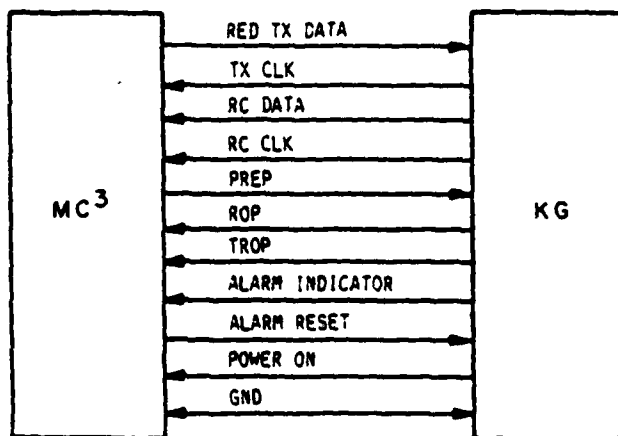 RED TX DATA
TX CLK
RC DATA
RC CLK
PREP
MC³
KG
ROP
TROP
ALARM INDICATOR
ALARM RESET
POWER ON
GND